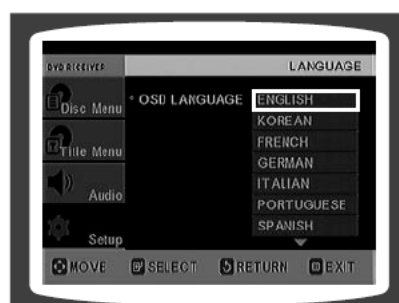 DVD RECEIVER LANGUAGE
Disc Menu
Title Menu
Audio
Setup
• OSD LANGUAGE
ENGLISH
KOREAN
FRENCH
GERMAN
ITALIAN
PORTUGUESE
SPANISH
MOVE SELECT RETURN EXIT